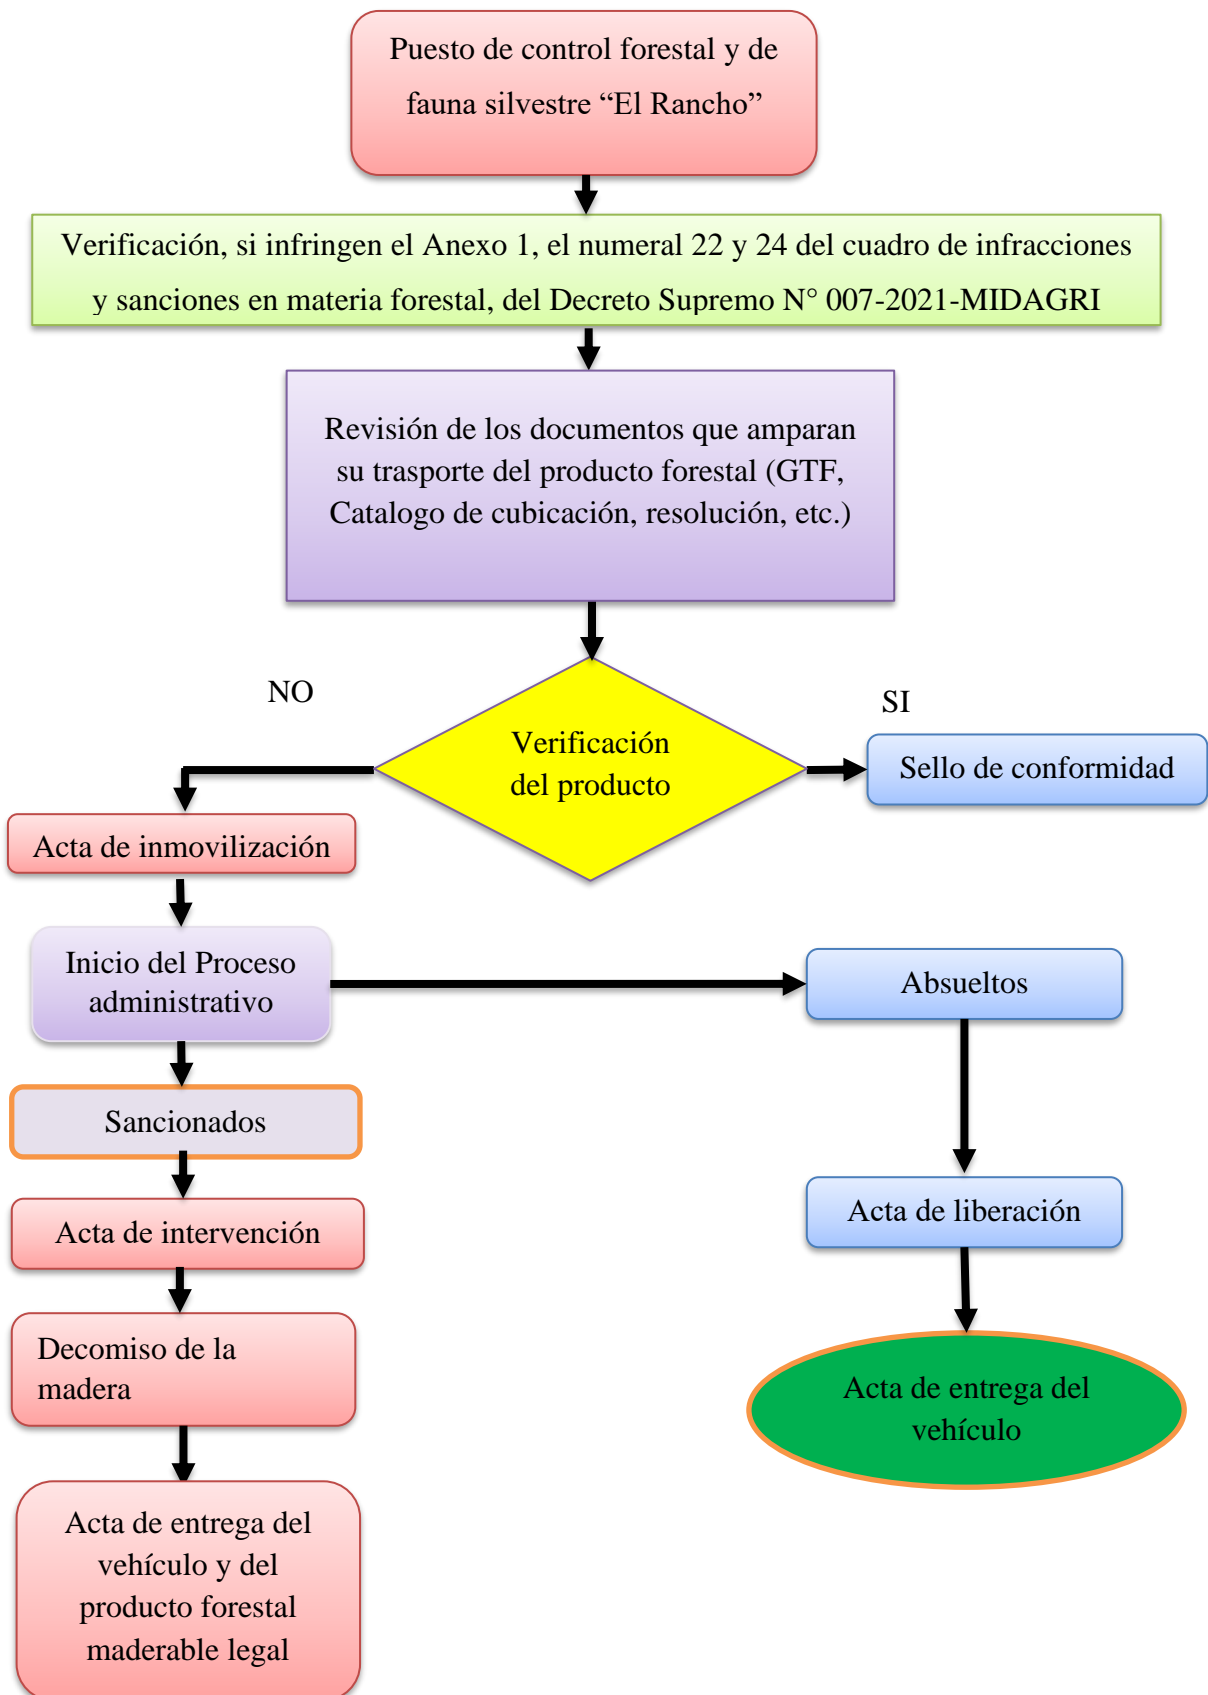 Puesto de control forestal y de
fauna silvestre “El Rancho”
Verificación, si infringen el Anexo 1, el numeral 22 y 24 del cuadro de infracciones
y sanciones en materia forestal, del Decreto Supremo N° 007-2021-MIDAGRI
Revisión de los documentos que amparan
su trasporte del producto forestal (GTF,
Catalogo de cubicación, resolución, etc.)
NO
SI
Verificación
del producto
Sello de conformidad
Acta de inmovilización
Inicio del Proceso
administrativo
Absueltos
Sancionados
Acta de intervención
Acta de liberación
Decomiso de la
madera
Acta de entrega del
vehículo
Acta de entrega del
vehículo y del
producto forestal
maderable legal